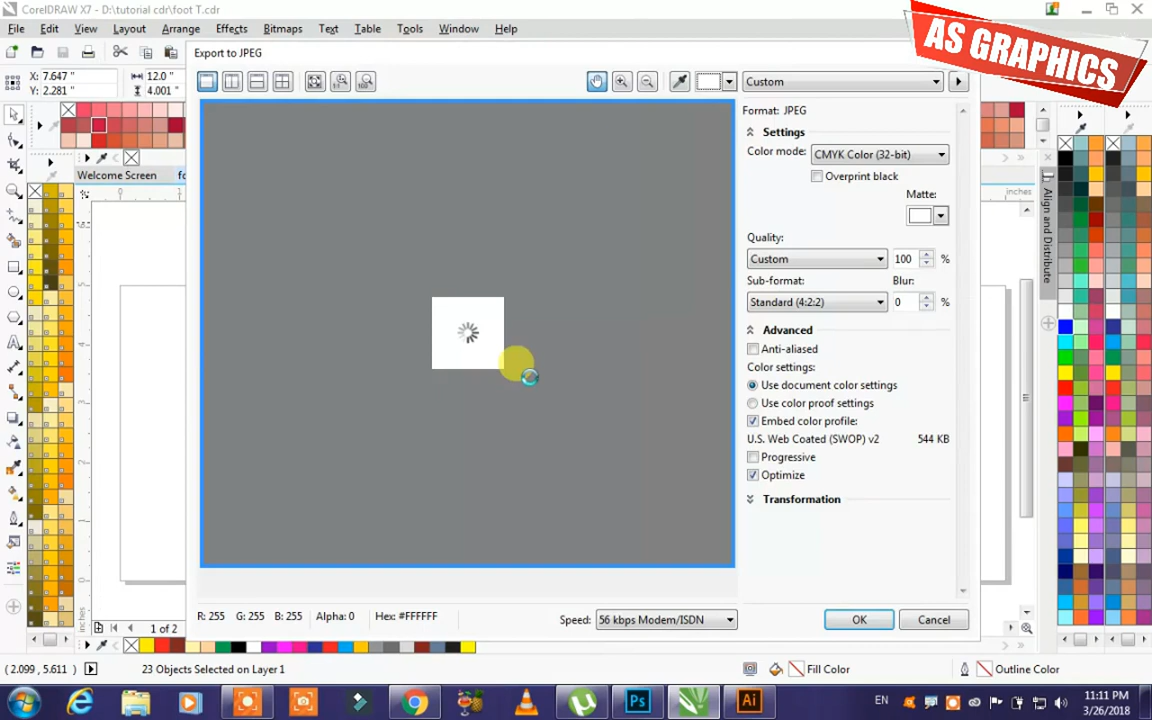 CorelDRAW X7 - D:\tutorial cdr\foot T.cdr
File Edit View Layout Arrange Effects Bitmaps Text Table Tools Window Help
AS GRAPHICS
X: 7.647 " 12.0 "
Y: 2.281 " 4.001 "
Export to JPEG
Custom
Format: JPEG
Settings
Color mode: CMYK Color (32-bit)
Overprint black
Matte:
Quality:
Custom 100 %
Sub-format: Blur:
Standard (4:2:2) 0 %
Advanced
Anti-aliased
Color settings:
Use document color settings
Use color proof settings
Embed color profile:
U.S. Web Coated (SWOP) v2 544 KB
Progressive
Optimize
Transformation
Welcome Screen fo
inches
Align and Distribute
inches
R: 255 G: 255 B: 255 Alpha: 0 Hex: #FFFFFF
Speed: 56 kbps Modem/ISDN OK Cancel
1 of 2
(2.099 , 5.611) 23 Objects Selected on Layer 1 Fill Color Outline Color
Ps Ai
EN 11:11 PM
3/26/2018